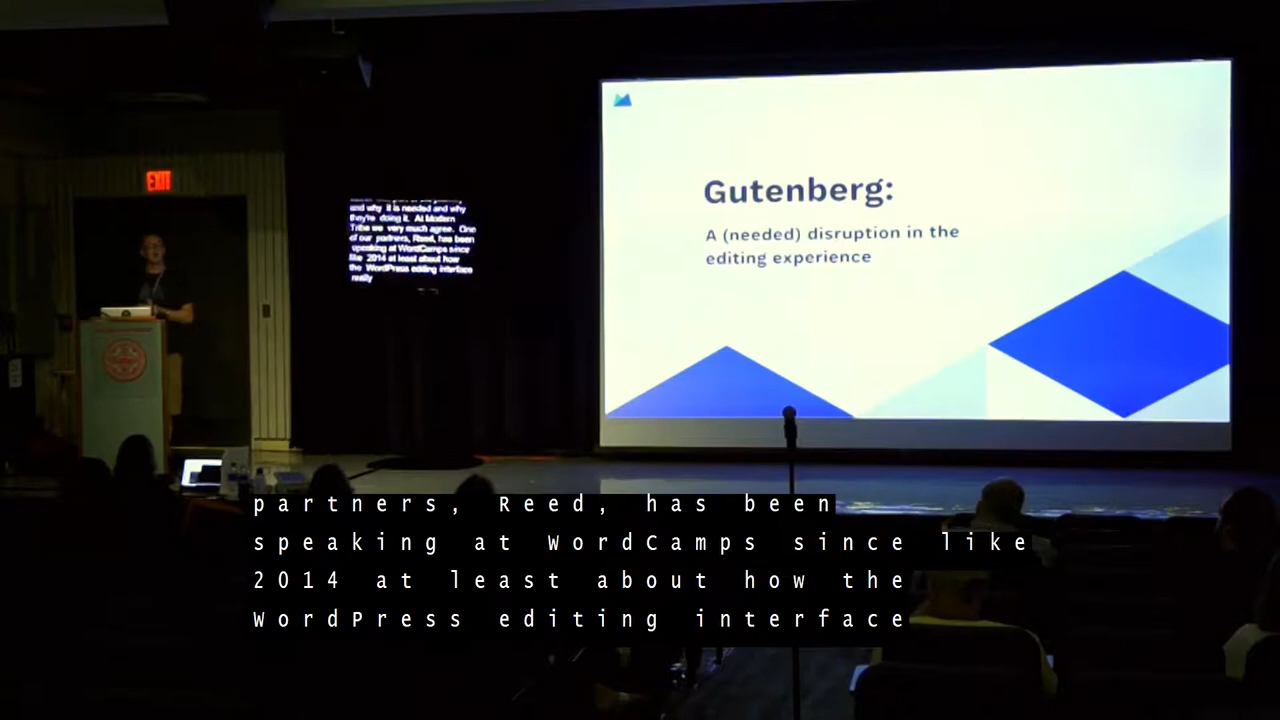 EXIT
and why it is needed and why
they're doing it. At Modern
Tribe we very much agree. One
of our partners, Reed, has been
speaking at WordCamps since
like 2014 at least about how
the WordPress editing interface
really
Gutenberg:
A (needed) disruption in the
editing experience
partners, Reed, has been
speaking at WordCamps since like
2014 at least about how the
WordPress editing interface